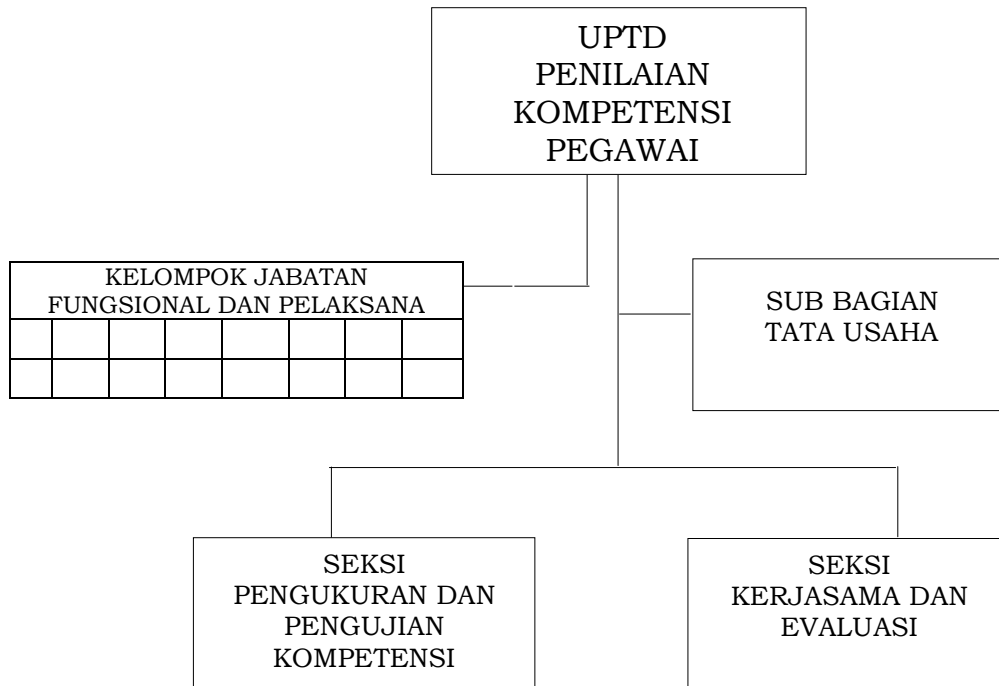 UPTD
PENILAIAN
KOMPETENSI
PEGAWAI
KELOMPOK JABATAN
FUNGSIONAL DAN PELAKSANA
SUB BAGIAN
TATA USAHA
SEKSI
PENGUKURAN DAN
PENGUJIAN
KOMPETENSI
SEKSI
KERJASAMA DAN
EVALUASI